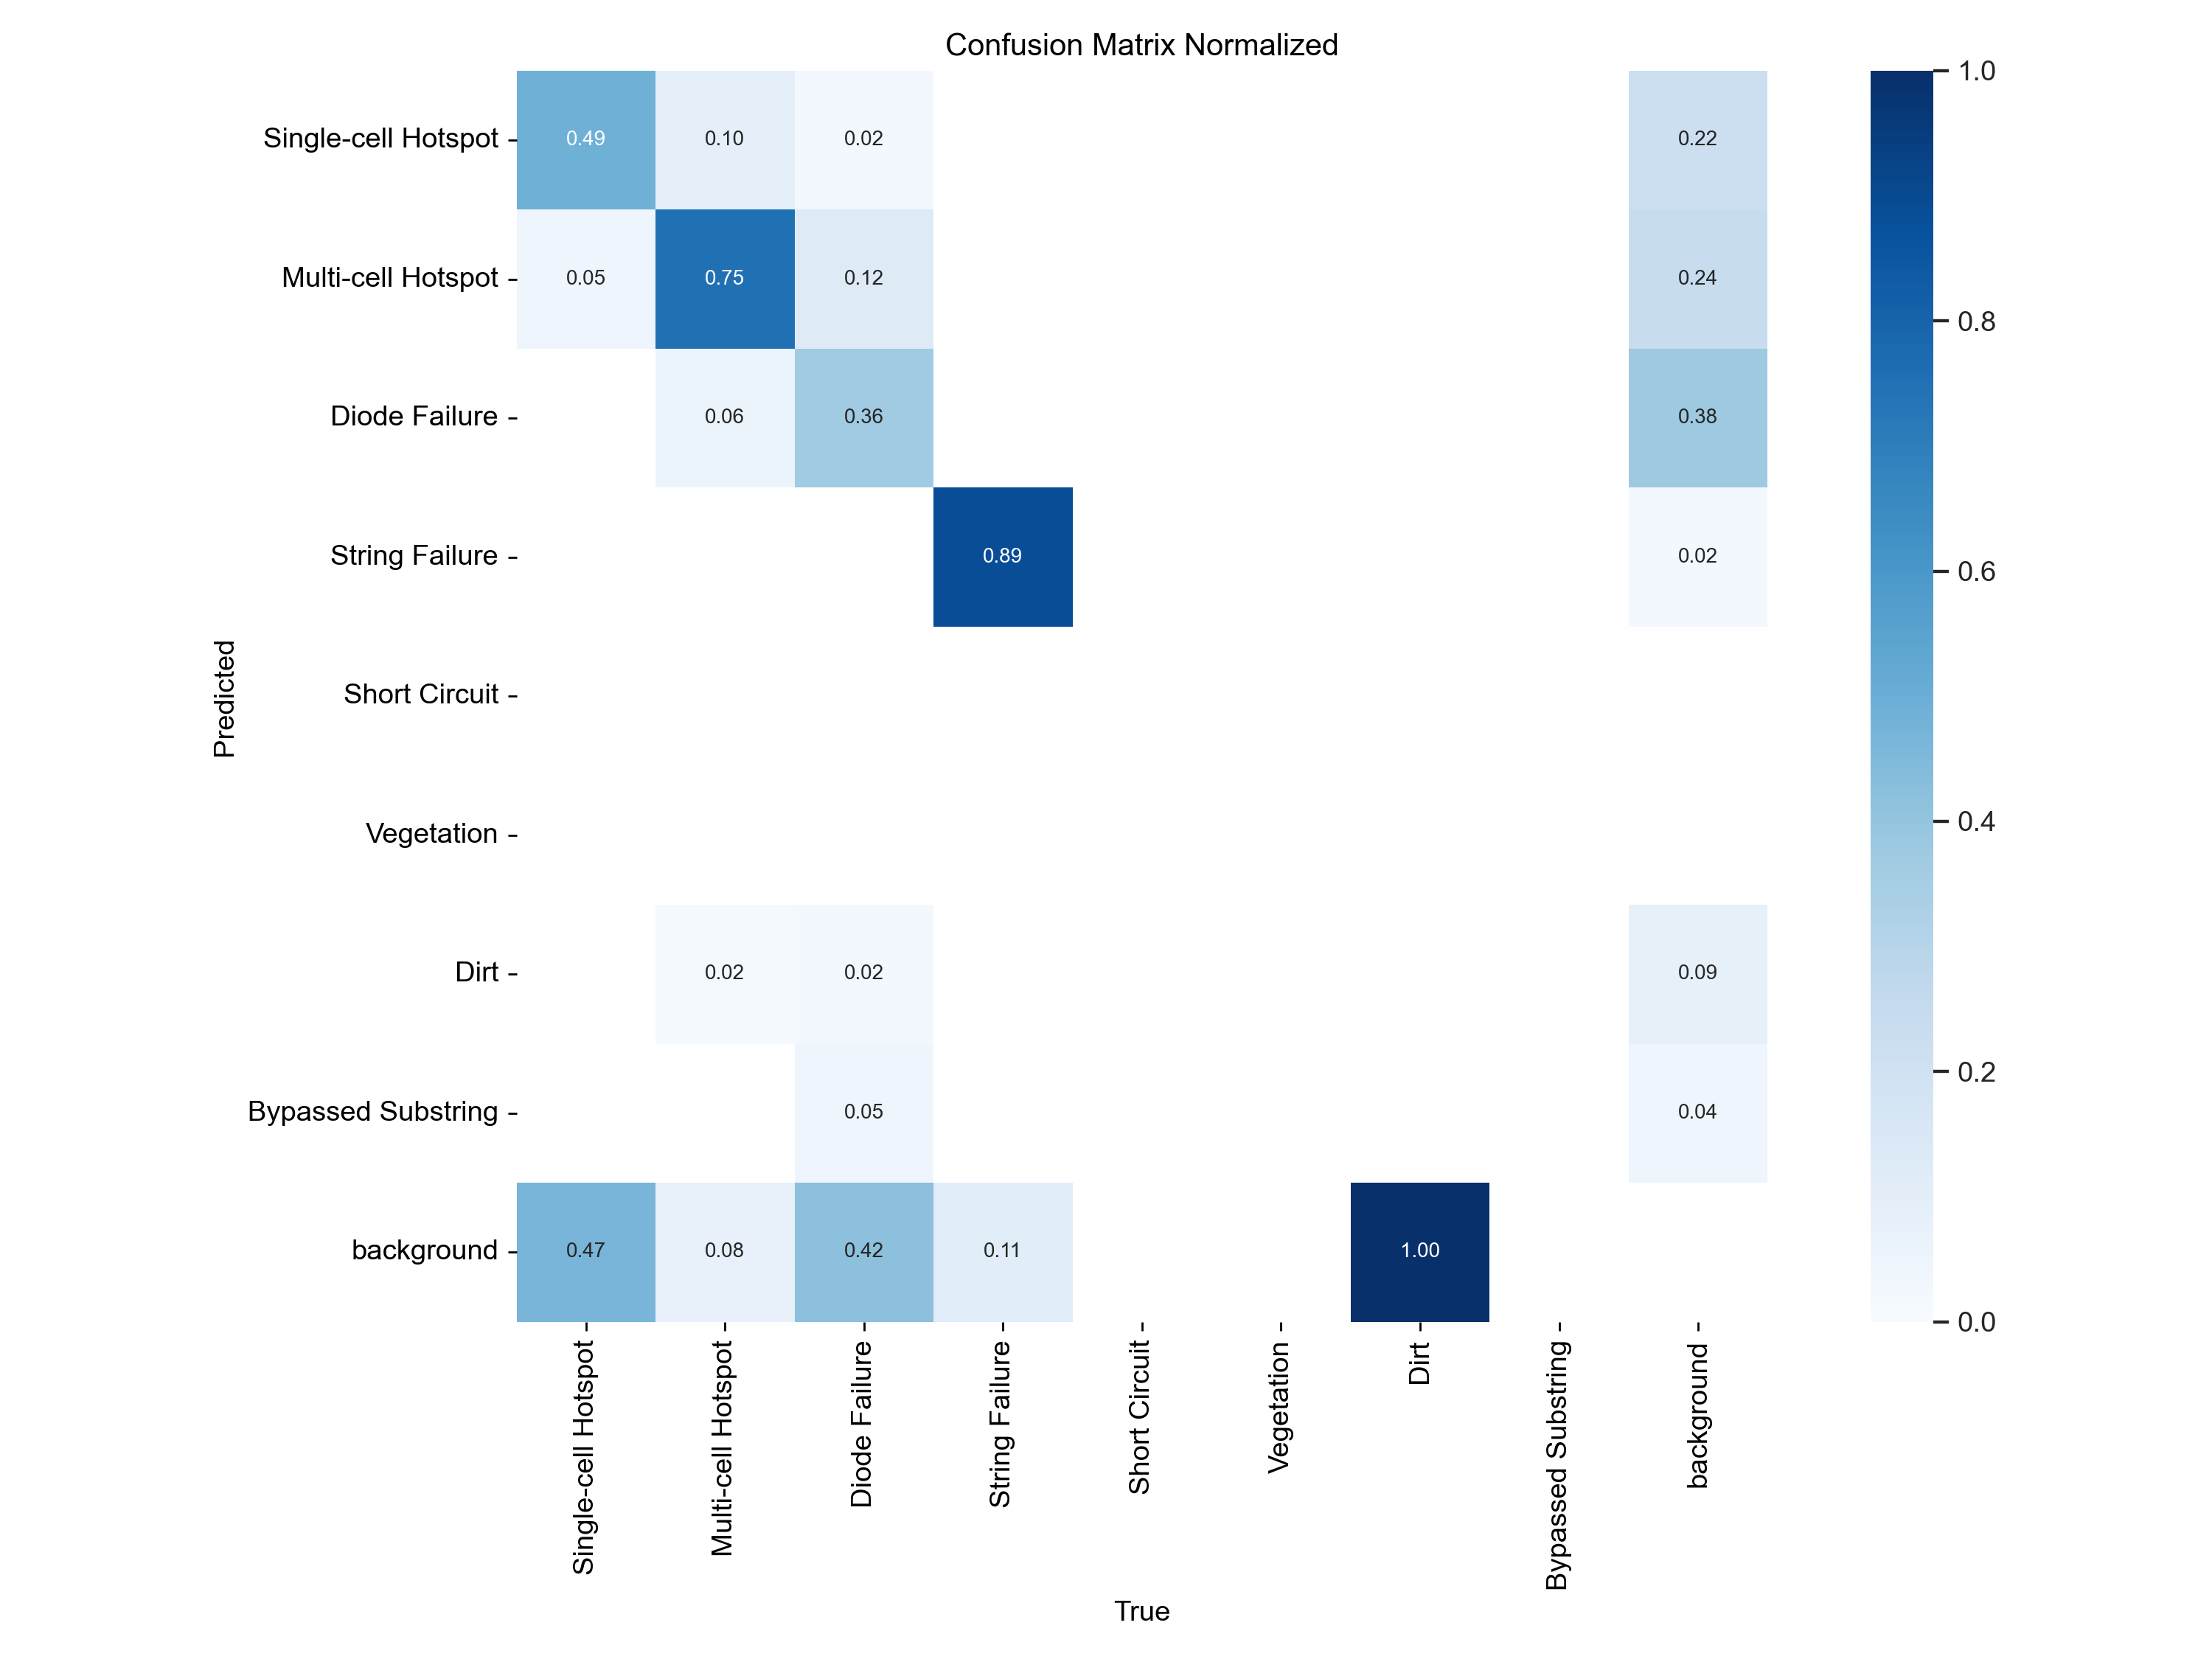 Confusion Matrix Normalized
Single-cell Hotspot 0.49 0.10 0.02 0.22
Multi-cell Hotspot 0.05 0.75 0.12 0.24
Diode Failure 0.06 0.36 0.38
String Failure 0.89 0.02
Short Circuit
Vegetation
Dirt 0.02 0.02 0.09
Bypassed Substring 0.05 0.04
background 0.47 0.08 0.42 0.11 1.00
Predicted
Single-cell Hotspot
Multi-cell Hotspot
Diode Failure
String Failure
Short Circuit
Vegetation
Dirt
Bypassed Substring
background
True
1.0
0.8
0.6
0.4
0.2
0.0